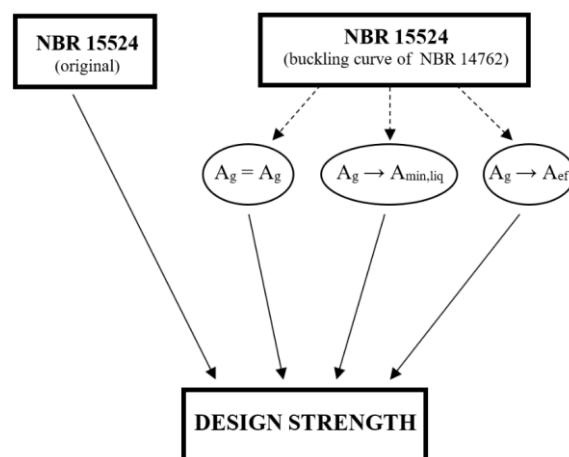 NBR 15524
(original)
NBR 15524
(buckling curve of NBR 14762)
Ag = Ag
Ag → Amin,liq
Ag → Aef
DESIGN STRENGTH